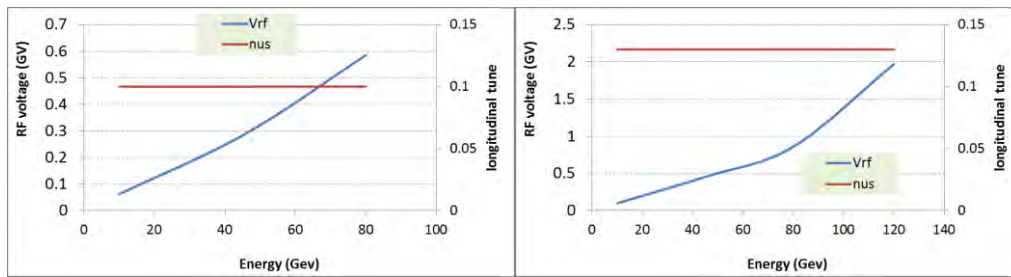 Vrf
nus
RF voltage (GV)
0.7
0.6
0.5
0.4
0.3
0.2
0.1
0
0.15
0.1
0.05
0
longitudinal tune
0 20 40 60 80 100
Energy (Gev)
RF voltage (GV)
2.5
2
1.5
1
0.5
0
0.15
0.1
0.05
0
longitudinal tune
Vrf
nus
0 20 40 60 80 100 120 140
Energy (Gev)